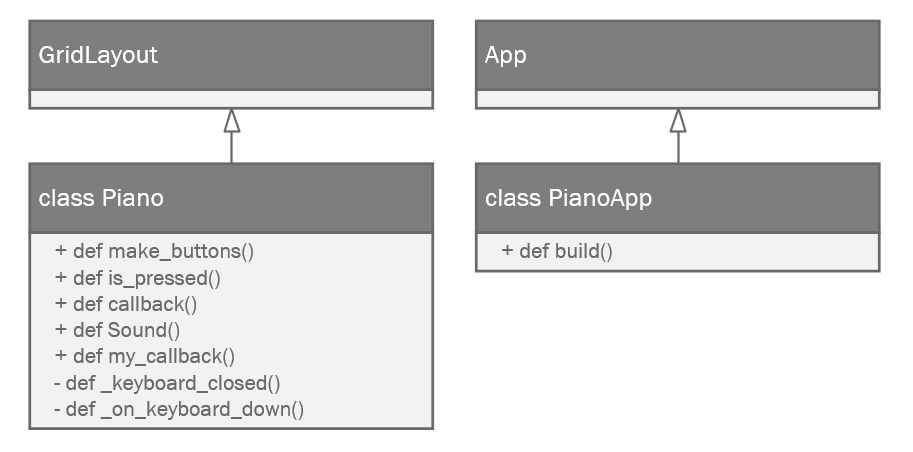 GridLayout
class Piano
+ def make_buttons()
+ def is_pressed()
+ def callback()
+ def Sound()
+ def my_callback()
- def _keyboard_closed()
- def _on_keyboard_down()
App
class PianoApp
+ def build()